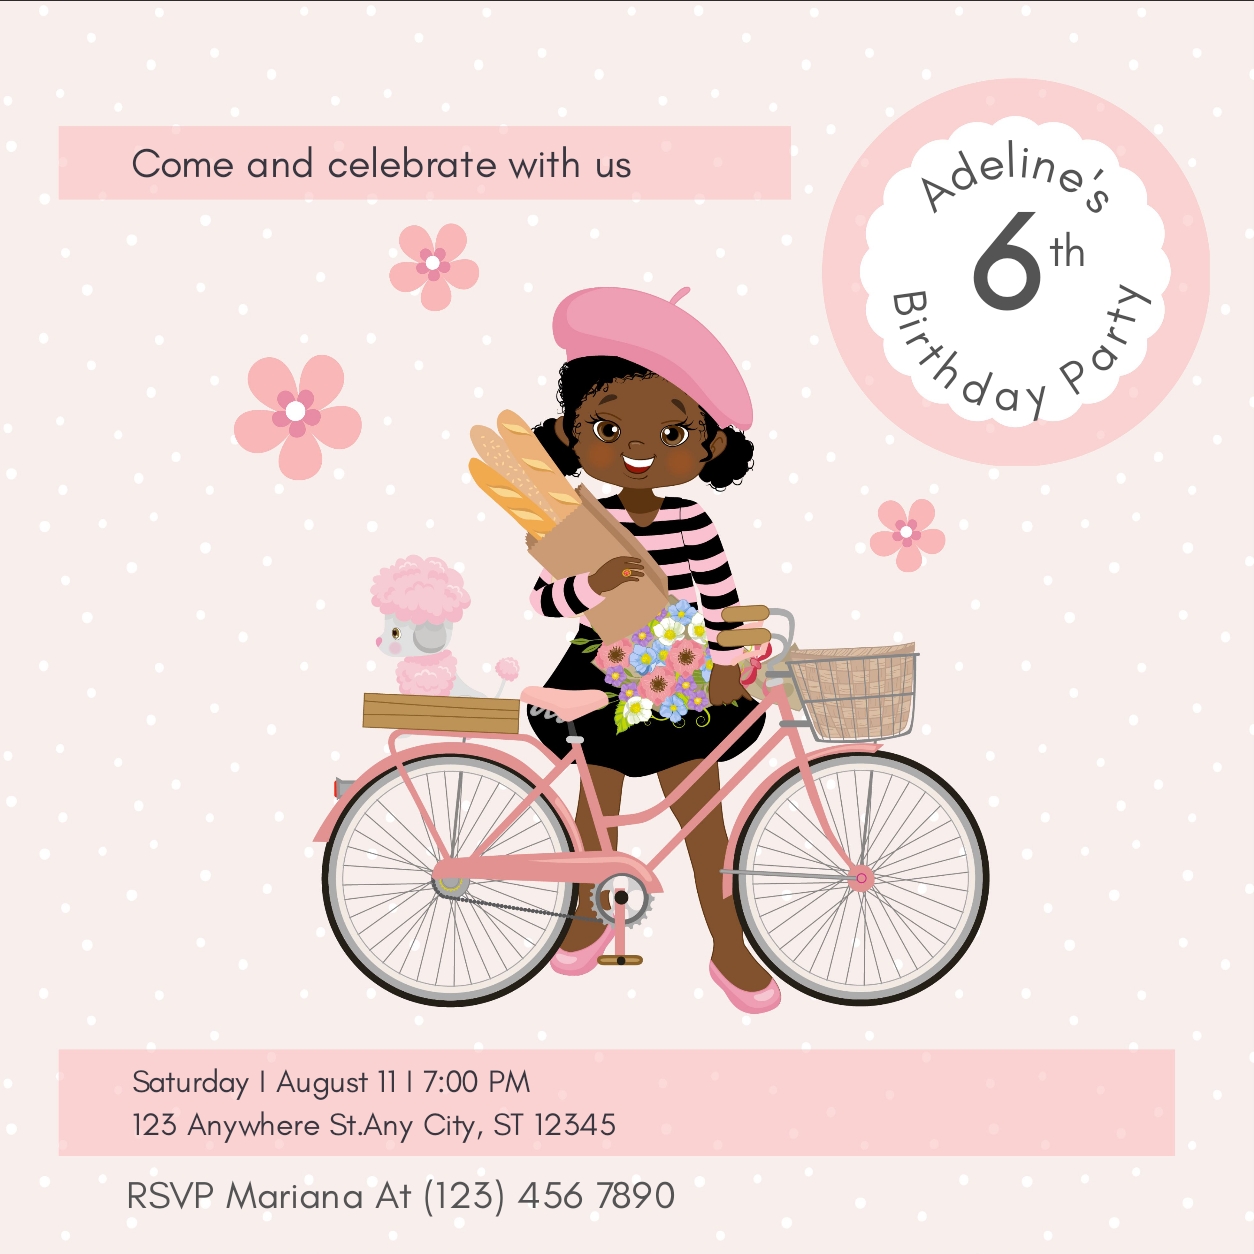 Come and celebrate with us
Adeline's
6th
Birthday Party
Saturday | August 11 | 7:00 PM
123 Anywhere St.Any City, ST 12345
RSVP Mariana At (123) 456 7890